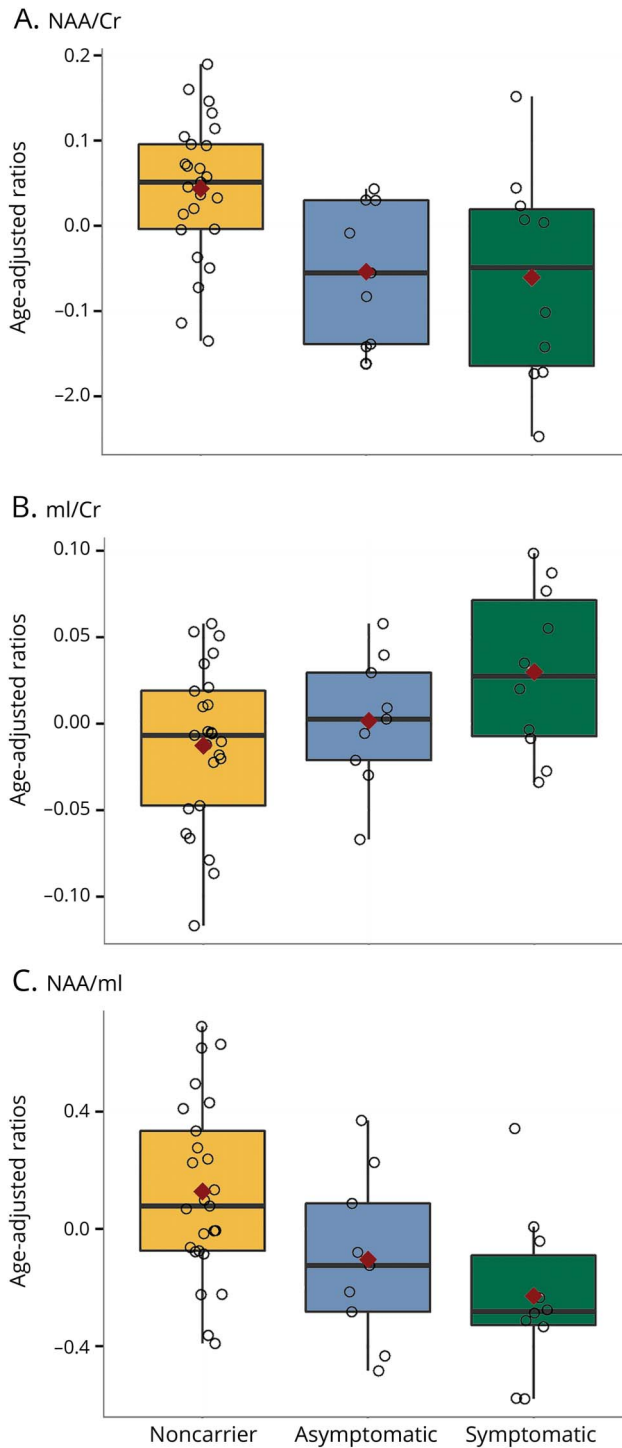 A. NAA/Cr
Age-adjusted ratios
0.2
0.1
0.0
–0.1
–2.0
B. ml/Cr
Age-adjusted ratios
0.10
0.05
0.00
–0.05
–0.10
C. NAA/ml
Age-adjusted ratios
0.4
0.0
–0.4
Noncarrier Asymptomatic Symptomatic